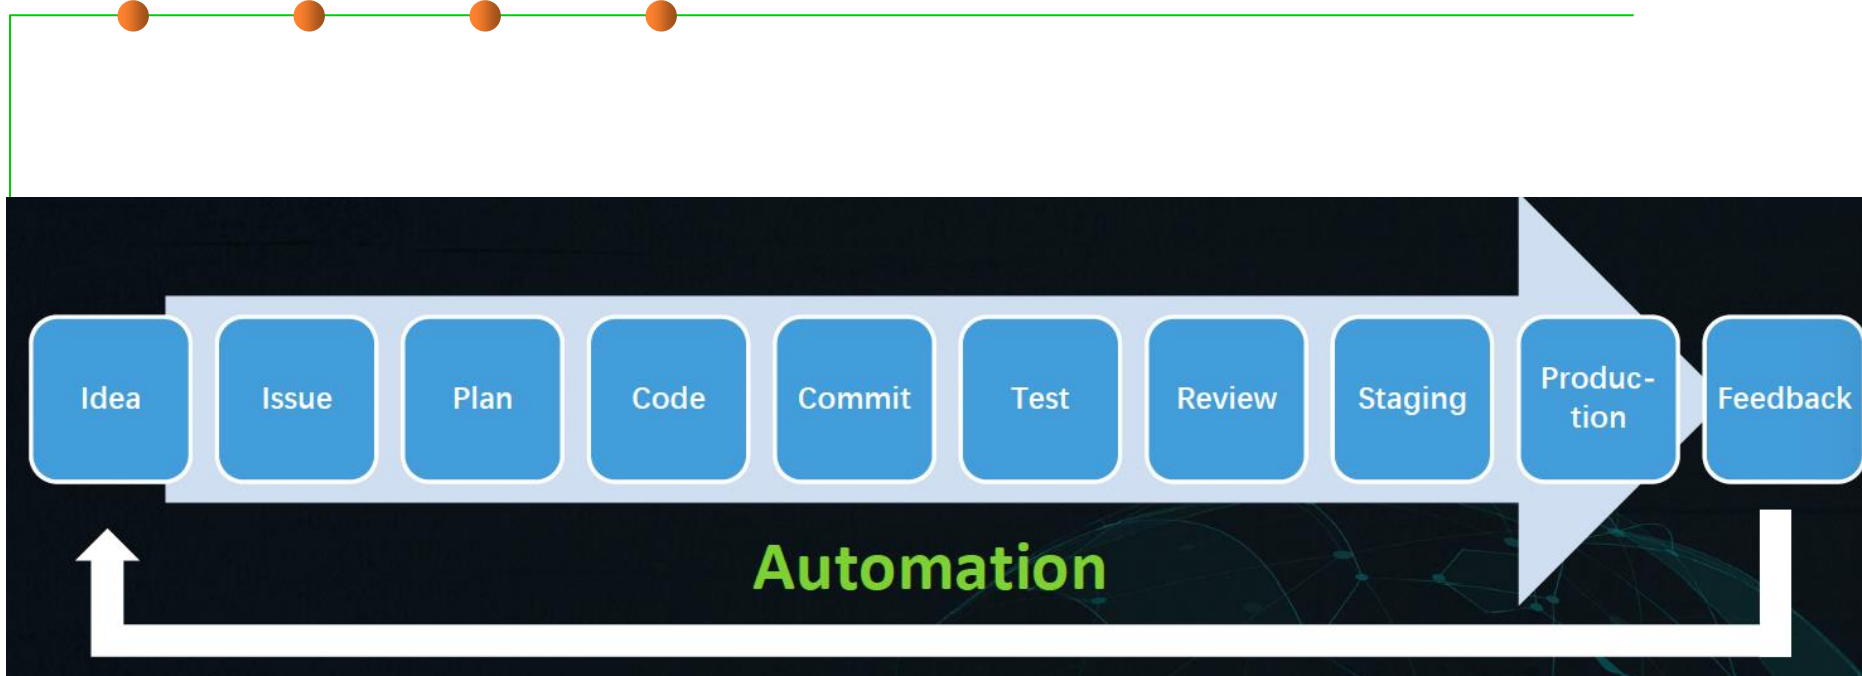 Idea
Issue
Plan
Code
Commit
Test
Review
Staging
Produc-
tion
Feedback
Automation